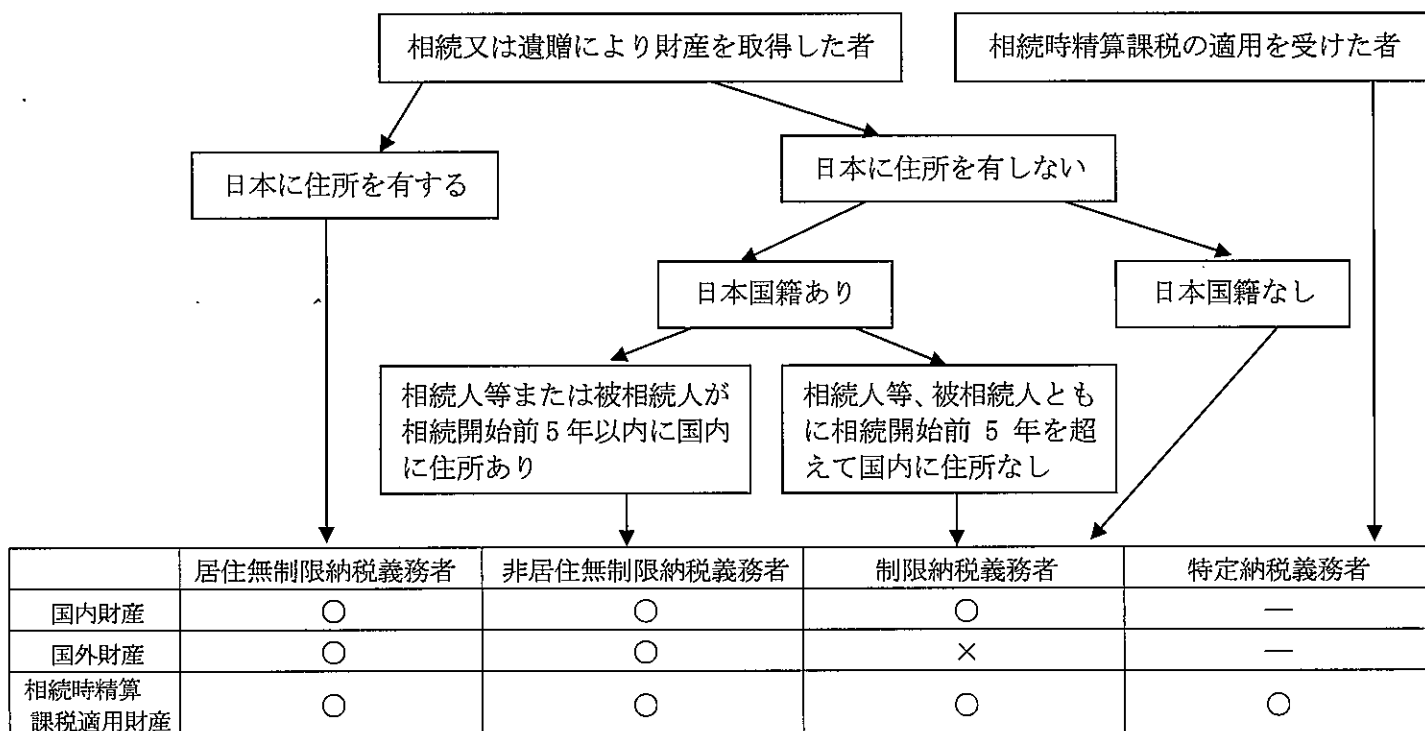 相続又は遺贈により財産を取得した者
相続時精算課税の適用を受けた者
日本に住所を有する
日本に住所を有しない
日本国籍あり
日本国籍なし
相続人等または被相続人が
相続開始前5年以内に国内
に住所あり
相続人等、被相続人とも
に相続開始前 5 年を超
えて国内に住所なし
居住無制限納税義務者 非居住無制限納税義務者 制限納税義務者 特定納税義務者
国内財産 ○ ○ ○ ―
国外財産 ○ ○ × ―
相続時精算
課税適用財産 ○ ○ ○ ○